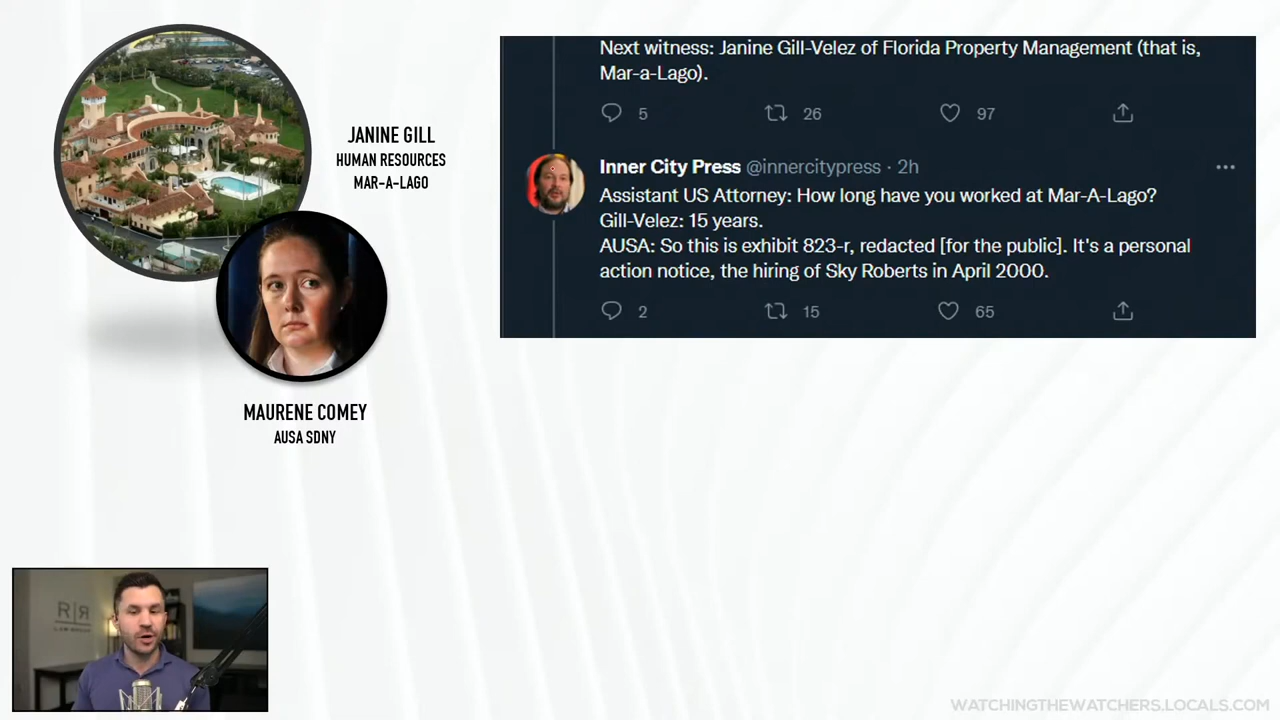 JANINE GILL
HUMAN RESOURCES
MAR-A-LAGO
MAURENE COMEY
AUSA SDNY
Next witness: Janine Gill-Velez of Florida Property Management (that is,
Mar-a-Lago).
5 26 97
Inner City Press @innercitypress · 2h
Assistant US Attorney: How long have you worked at Mar-A-Lago?
Gill-Velez: 15 years.
AUSA: So this is exhibit 823-r, redacted [for the public]. It's a personal
action notice, the hiring of Sky Roberts in April 2000.
2 15 65
R|R
WATCHINGTHEWATCHERS.LOCALS.COM